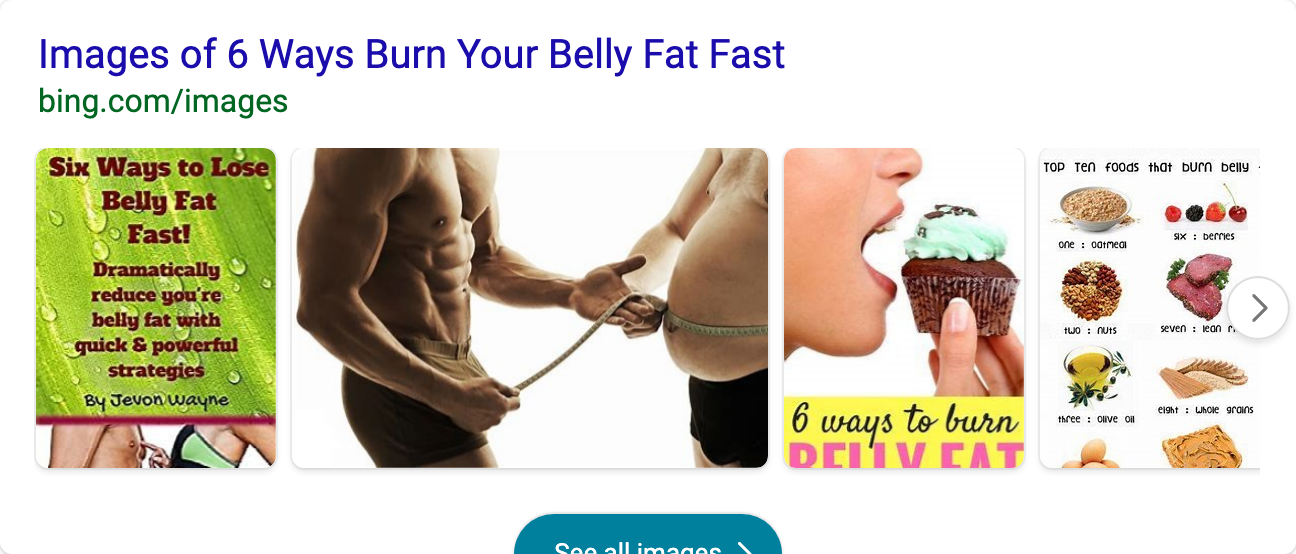 Images of 6 Ways Burn Your Belly Fat Fast
bing.com/images
Six Ways to Lose
Belly Fat
Fast!
Dramatically
reduce you're
belly fat with
quick & powerful
strategies
By Jevon Wayne
6 ways to burn
BELLY FAT
TOP Ten foods that burn belly
one : oatmeal
six : berries
two : nuts
seven : lean
three : olive oil
eight : whole grains
See all images